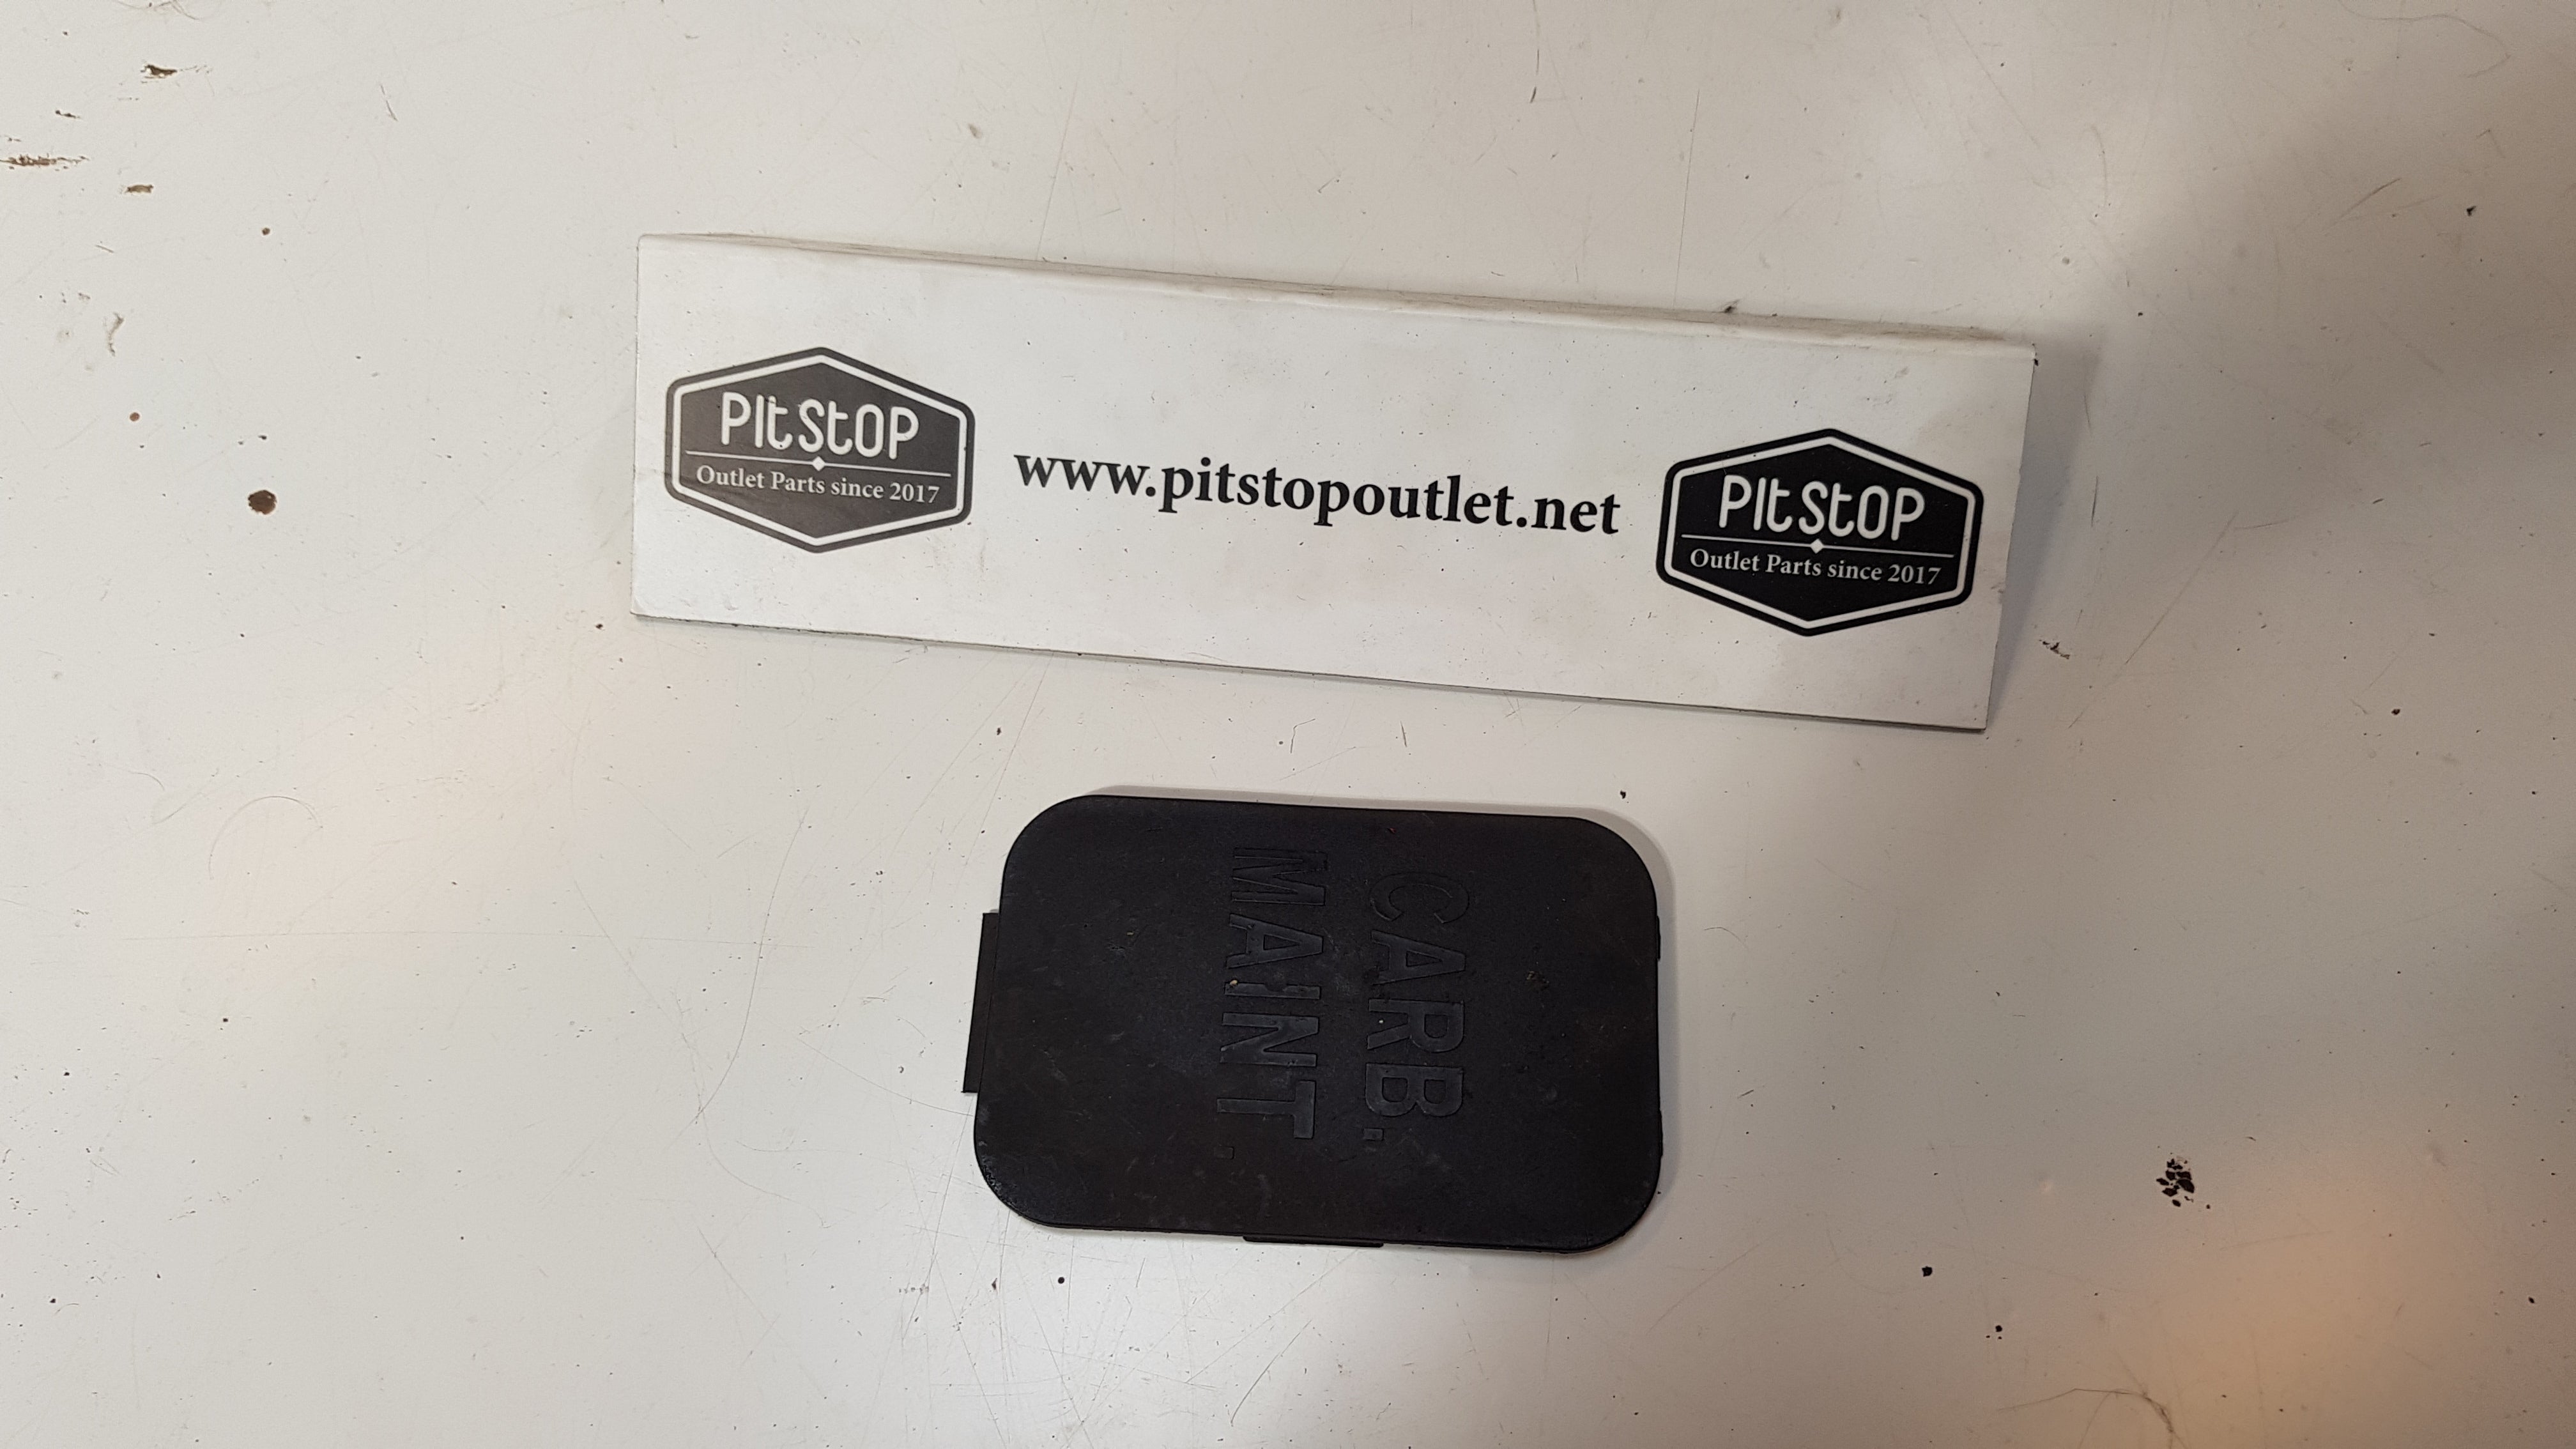 PitStop
Outlet Parts since 2017
www.pitstopoutlet.net
PitStop
Outlet Parts since 2017
CARB.
MAINT.